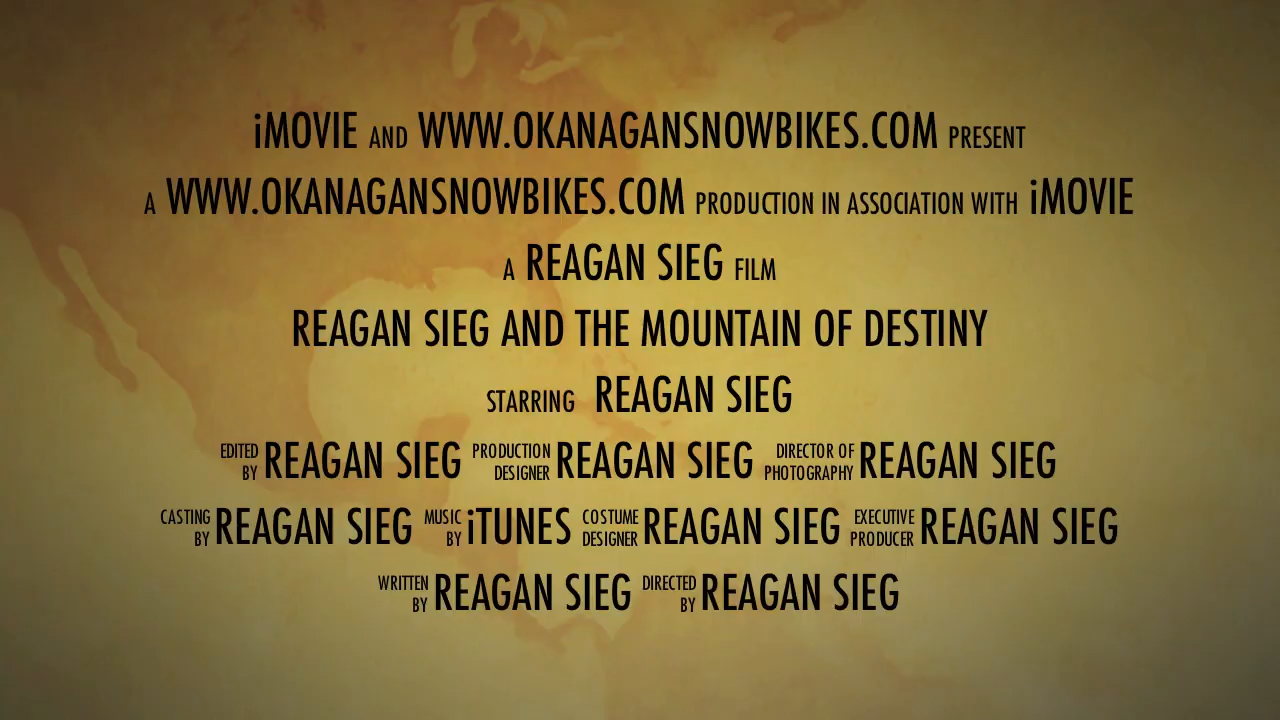 iMOVIE AND WWW.OKANAGANSNOWBIKES.COM PRESENT
A WWW.OKANAGANSNOWBIKES.COM PRODUCTION IN ASSOCIATION WITH iMOVIE
A REAGAN SIEG FILM
REAGAN SIEG AND THE MOUNTAIN OF DESTINY
STARRING REAGAN SIEG
EDITED BY REAGAN SIEG PRODUCTION DESIGNER REAGAN SIEG DIRECTOR OF PHOTOGRAPHY REAGAN SIEG
CASTING BY REAGAN SIEG MUSIC BY iTUNES COSTUME DESIGNER REAGAN SIEG EXECUTIVE PRODUCER REAGAN SIEG
WRITTEN BY REAGAN SIEG DIRECTED BY REAGAN SIEG